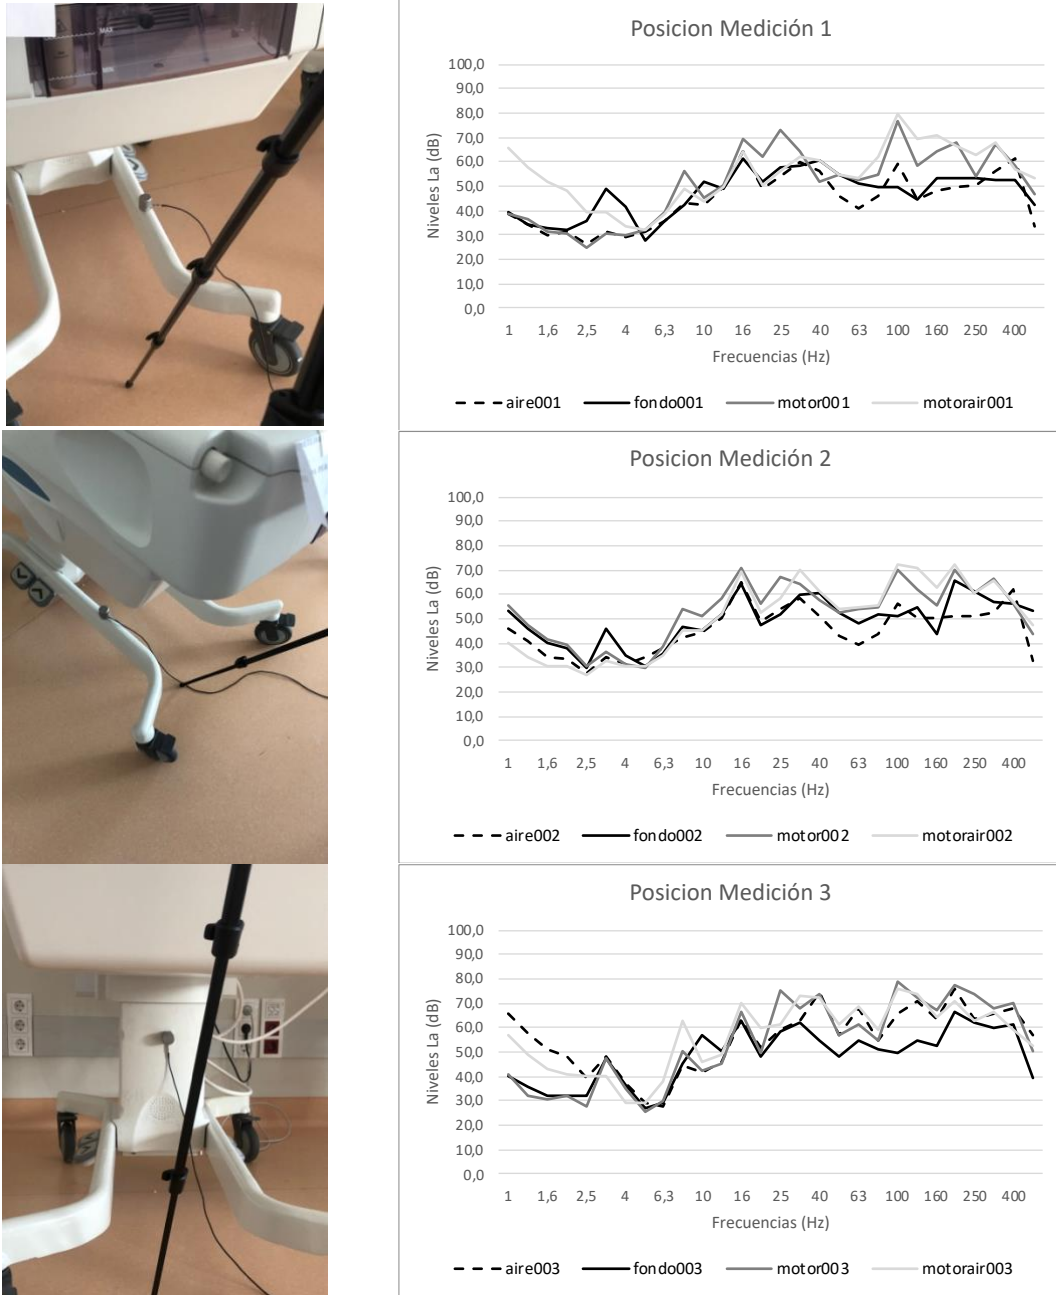 MAX
Posicion Medición 1
Niveles La (dB)
100,0
90,0
80,0
70,0
60,0
50,0
40,0
30,0
20,0
10,0
0,0
1 1,6 2,5 4 6,3 10 16 25 40 63 100 160 250 400
Frecuencias (Hz)
aire001 fondo001 motor001 motorair001
Posicion Medición 2
Niveles La (dB)
100,0
90,0
80,0
70,0
60,0
50,0
40,0
30,0
20,0
10,0
0,0
1 1,6 2,5 4 6,3 10 16 25 40 63 100 160 250 400
Frecuencias (Hz)
aire002 fondo002 motor002 motorair002
Posicion Medición 3
Niveles La (dB)
100,0
90,0
80,0
70,0
60,0
50,0
40,0
30,0
20,0
10,0
0,0
1 1,6 2,5 4 6,3 10 16 25 40 63 100 160 250 400
Frecuencias (Hz)
aire003 fondo003 motor003 motorair003